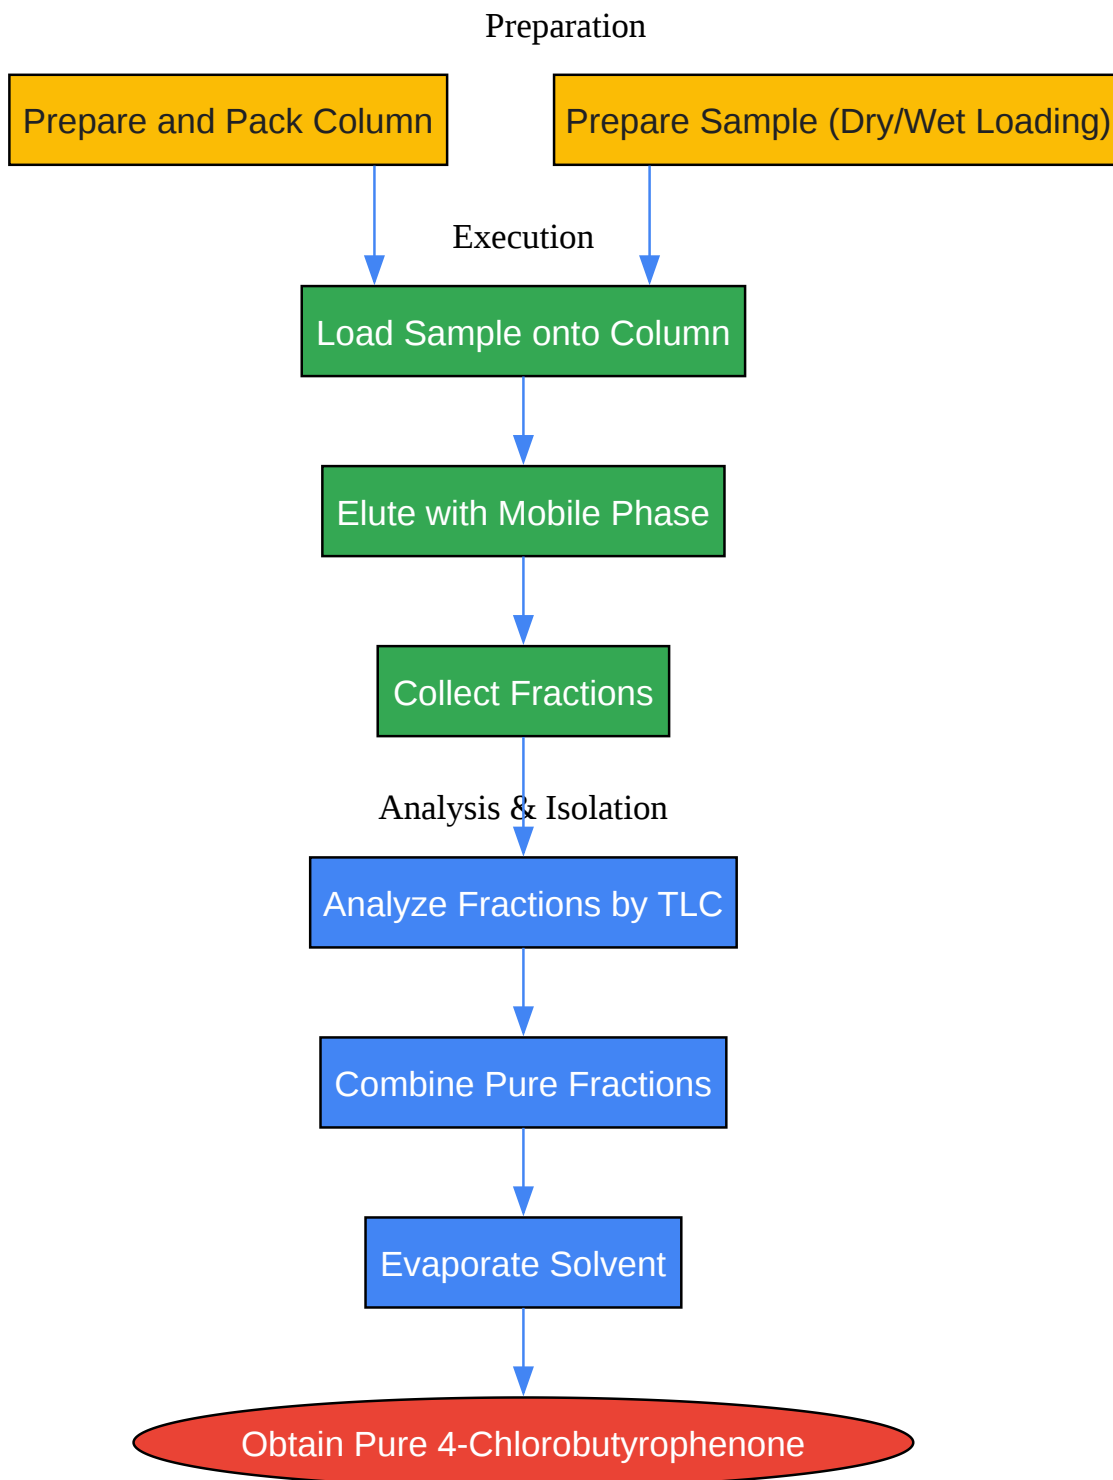 Preparation
Prepare and Pack Column
Prepare Sample (Dry/Wet Loading)
Execution
Load Sample onto Column
Elute with Mobile Phase
Collect Fractions
Analysis & Isolation
Analyze Fractions by TLC
Combine Pure Fractions
Evaporate Solvent
Obtain Pure 4-Chlorobutyrophenone